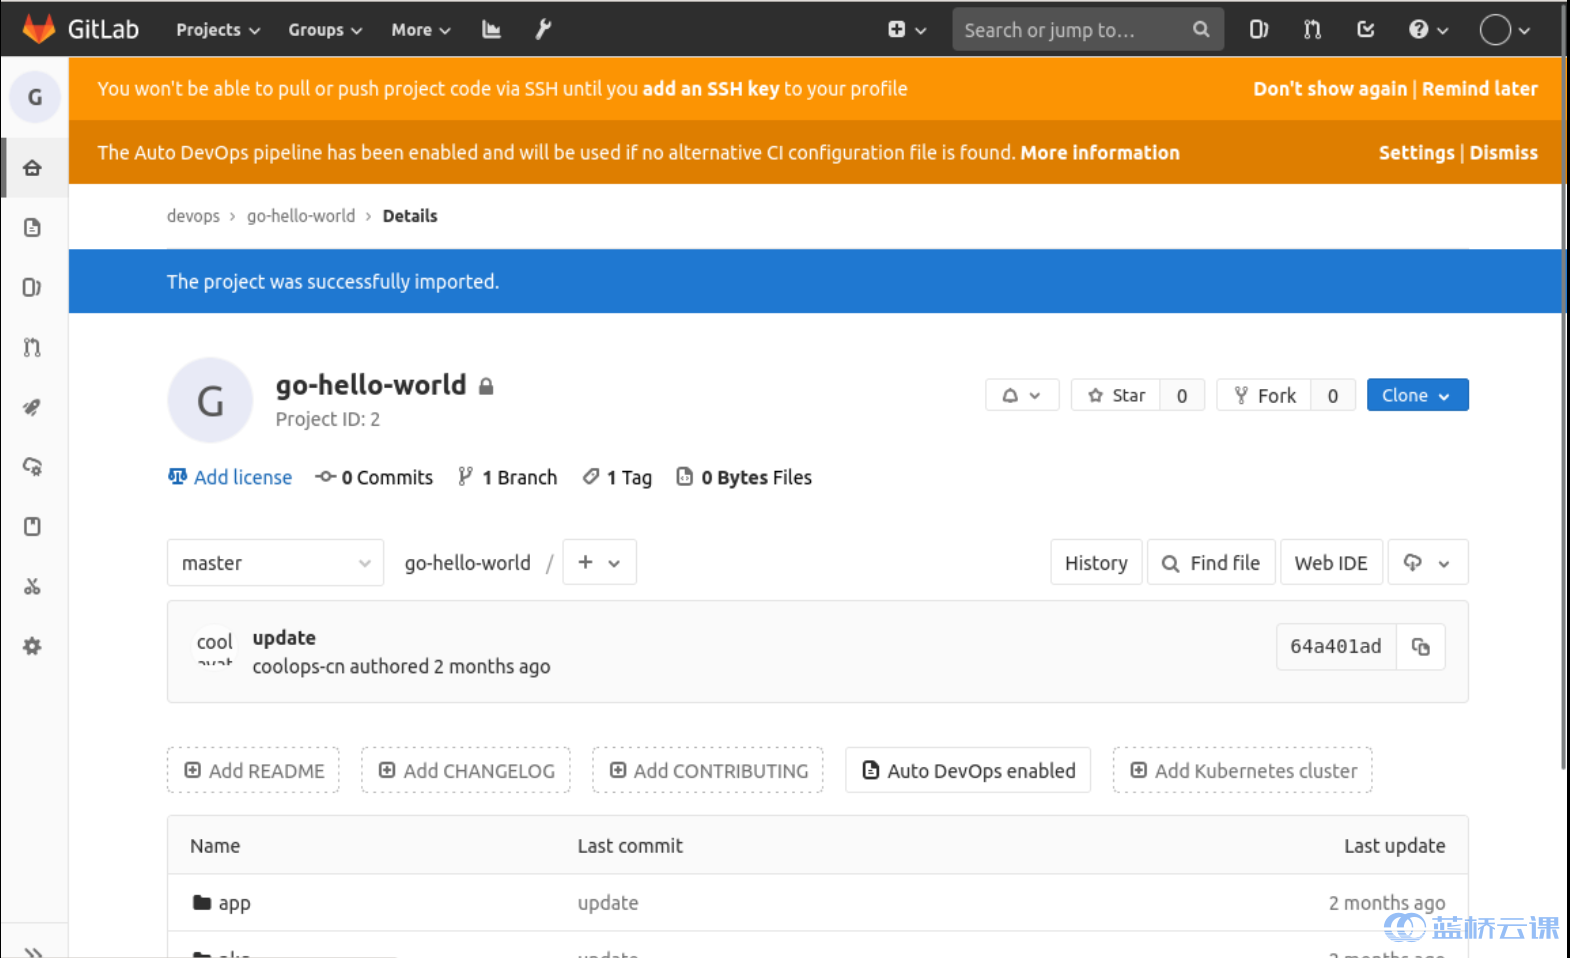 GitLab Projects Groups More Search or jump to...
G You won't be able to pull or push project code via SSH until you add an SSH key to your profile Don't show again | Remind later
The Auto DevOps pipeline has been enabled and will be used if no alternative CI configuration file is found. More information Settings | Dismiss
devops › go-hello-world › Details
The project was successfully imported.
G go-hello-world
Project ID: 2
Star 0 Fork 0 Clone
Add license 0 Commits 1 Branch 1 Tag 0 Bytes Files
master go-hello-world / + History Find file Web IDE
cool update 64a401ad
coolops-cn authored 2 months ago
Add README Add CHANGELOG Add CONTRIBUTING Auto DevOps enabled Add Kubernetes cluster
Name Last commit Last update
app update 2 months ago
蓝桥云课
update 2 months ago